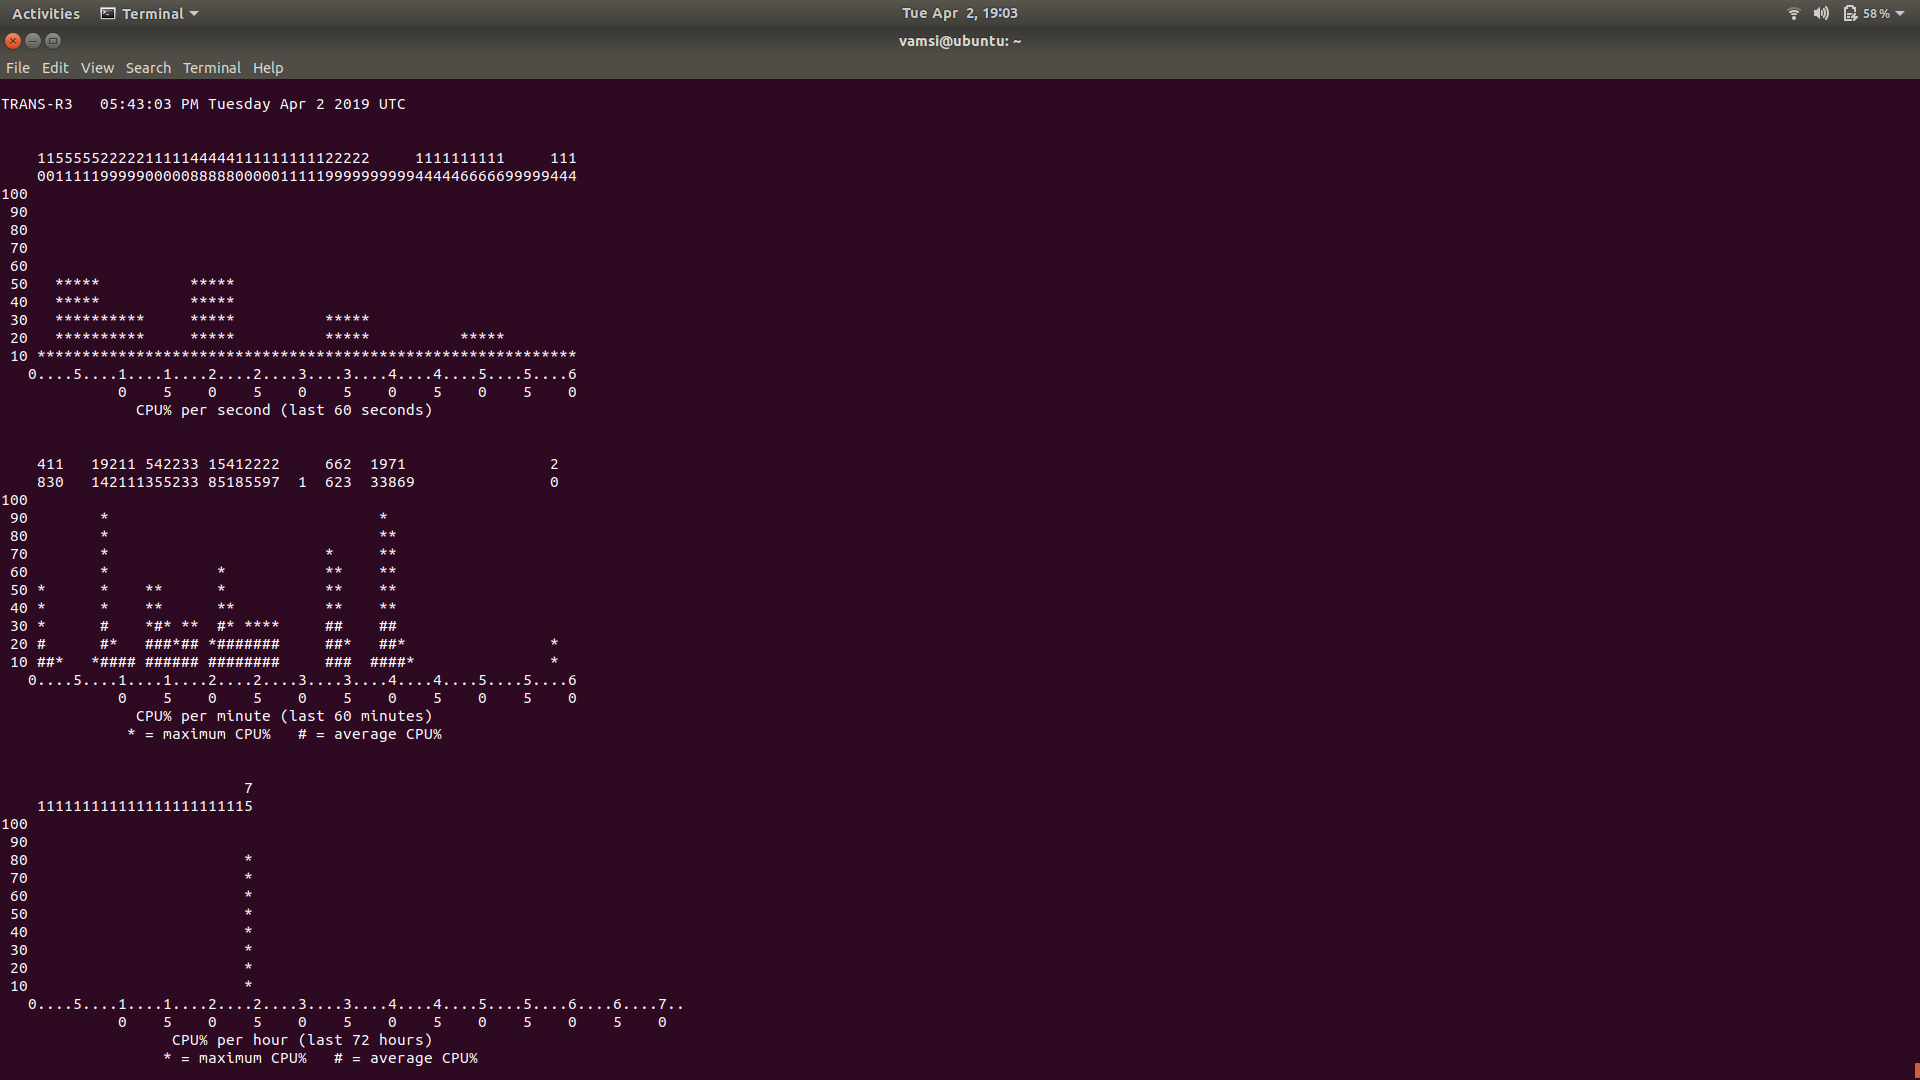 Activities Terminal Tue Apr 2, 19:03 58 %
vamsi@ubuntu: ~
File Edit View Search Terminal Help
TRANS-R3   05:43:03 PM Tuesday Apr 2 2019 UTC
    1155555222221111144444111111111122222     1111111111     111
    001111199999000008888800000111119999999999444446666699999444
100
 90
 80
 70
 60
 50   *****          *****
 40   *****          *****
 30   **********     *****          *****
 20   **********     *****          *****          *****
 10 ************************************************************
   0....5....1....1....2....2....3....3....4....4....5....5....6
             0    5    0    5    0    5    0    5    0    5    0
               CPU% per second (last 60 seconds)
    411   19211 542233 15412222     662  1971                2
    830   142111355233 85185597  1  623  33869               0
100
 90        *                              *
 80        *                              **
 70        *                        *     **
 60        *            *           **    **
 50 *      *    **      *           **    **
 40 *      *    **      **          **    **
 30 *      #    *#* **  #* ****     ##    ##
 20 #      #*   ###*## *#######     ##*   ##*                *
 10 ##*   *#### ###### ########     ###  ####*               *
   0....5....1....1....2....2....3....3....4....4....5....5....6
             0    5    0    5    0    5    0    5    0    5    0
               CPU% per minute (last 60 minutes)
              * = maximum CPU%   # = average CPU%
                           7
    111111111111111111111115
100
 90
 80                        *
 70                        *
 60                        *
 50                        *
 40                        *
 30                        *
 20                        *
 10                        *
   0....5....1....1....2....2....3....3....4....4....5....5....6....6....7..
             0    5    0    5    0    5    0    5    0    5    0    5    0
                   CPU% per hour (last 72 hours)
                  * = maximum CPU%   # = average CPU%